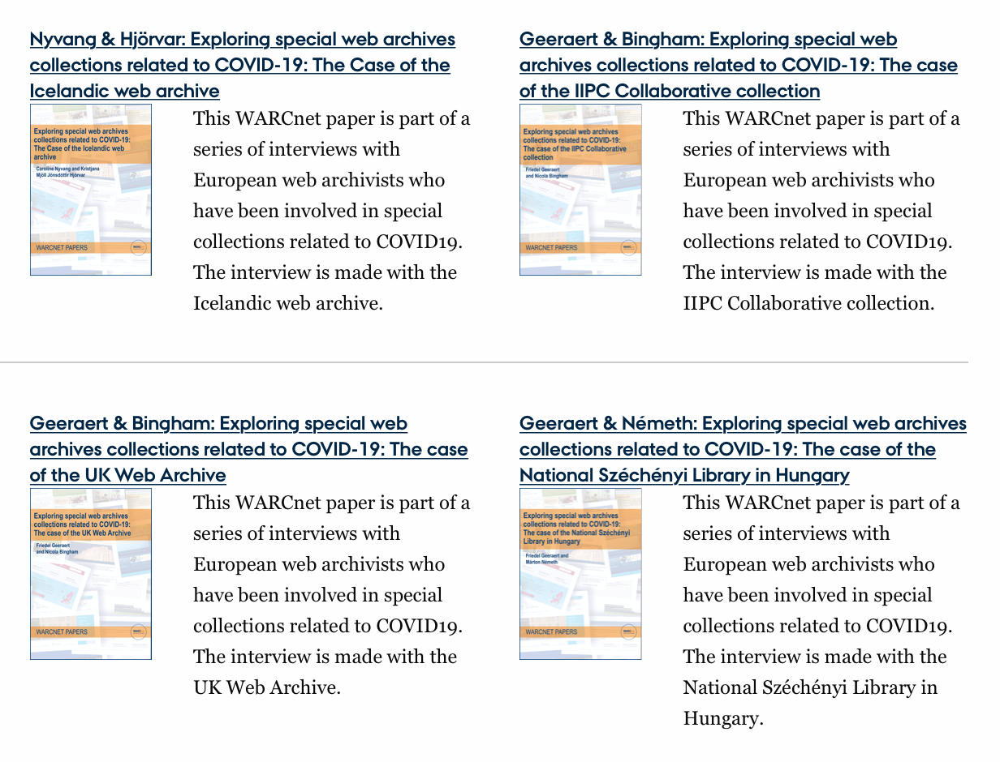 Nyvang & Hjörvar: Exploring special web archives
collections related to COVID-19: The Case of the
Icelandic web archive
Exploring special web archives
collections related to COVID-19:
The Case of the Icelandic web
archive
Caroline Nyvang and Kristjana
Mjöll Jónsdóttir Hjörvar
WARCNET PAPERS
This WARCnet paper is part of a
series of interviews with
European web archivists who
have been involved in special
collections related to COVID19.
The interview is made with the
Icelandic web archive.
Geeraert & Bingham: Exploring special web
archives collections related to COVID-19: The case
of the IIPC Collaborative collection
Exploring special web archives
collections related to COVID-19:
The case of the IIPC Collaborative
collection
Friedel Geeraert
and Nicola Bingham
WARCNET PAPERS
This WARCnet paper is part of a
series of interviews with
European web archivists who
have been involved in special
collections related to COVID19.
The interview is made with the
IIPC Collaborative collection.
Geeraert & Bingham: Exploring special web
archives collections related to COVID-19: The case
of the UK Web Archive
Exploring special web archives
collections related to COVID-19:
The case of the UK Web Archive
Friedel Geeraert
and Nicola Bingham
WARCNET PAPERS
This WARCnet paper is part of a
series of interviews with
European web archivists who
have been involved in special
collections related to COVID19.
The interview is made with the
UK Web Archive.
Geeraert & Németh: Exploring special web archives
collections related to COVID-19: The case of the
National Széchényi Library in Hungary
Exploring special web archives
collections related to COVID-19:
The case of the National Széchényi
Library in Hungary
Friedel Geeraert and
Márton Németh
WARCNET PAPERS
This WARCnet paper is part of a
series of interviews with
European web archivists who
have been involved in special
collections related to COVID19.
The interview is made with the
National Széchényi Library in
Hungary.